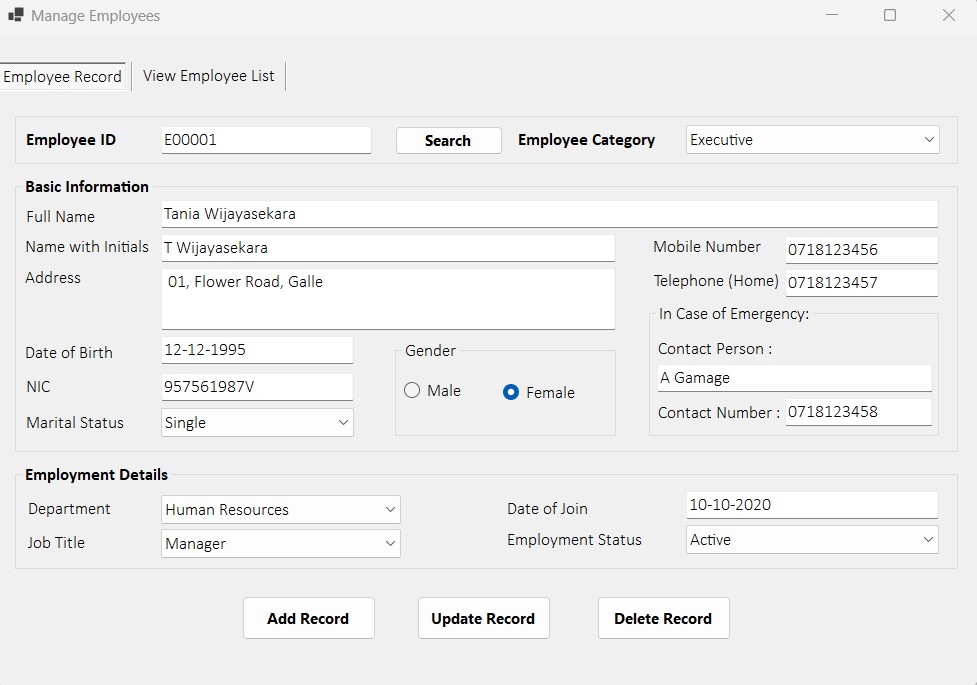 Manage Employees
Employee Record View Employee List
Employee ID E00001 Search Employee Category Executive
Basic Information
Full Name Tania Wijayasekara
Name with Initials T Wijayasekara Mobile Number 0718123456
Address 01, Flower Road, Galle Telephone (Home) 0718123457
In Case of Emergency:
Date of Birth 12-12-1995 Gender Contact Person :
NIC 957561987V Male Female A Gamage
Marital Status Single Contact Number : 0718123458
Employment Details
Department Human Resources Date of Join 10-10-2020
Job Title Manager Employment Status Active
Add Record Update Record Delete Record